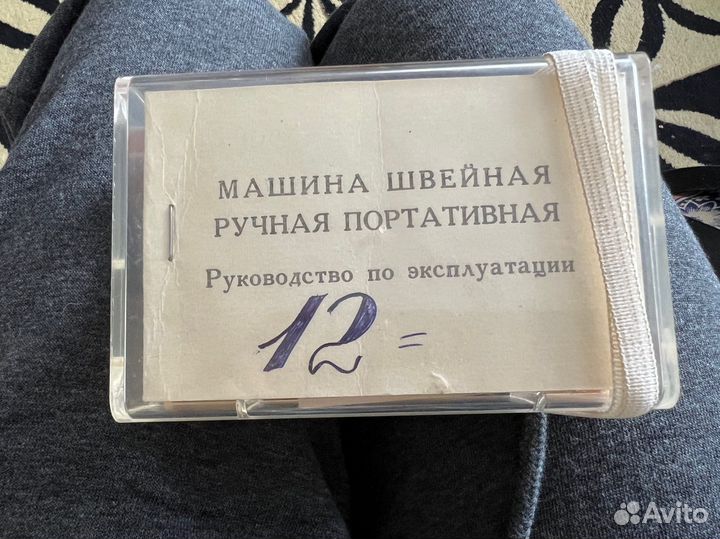 МАШИНА ШВЕЙНАЯ
РУЧНАЯ ПОРТАТИВНАЯ
Руководство по эксплуатации
12=
Avito